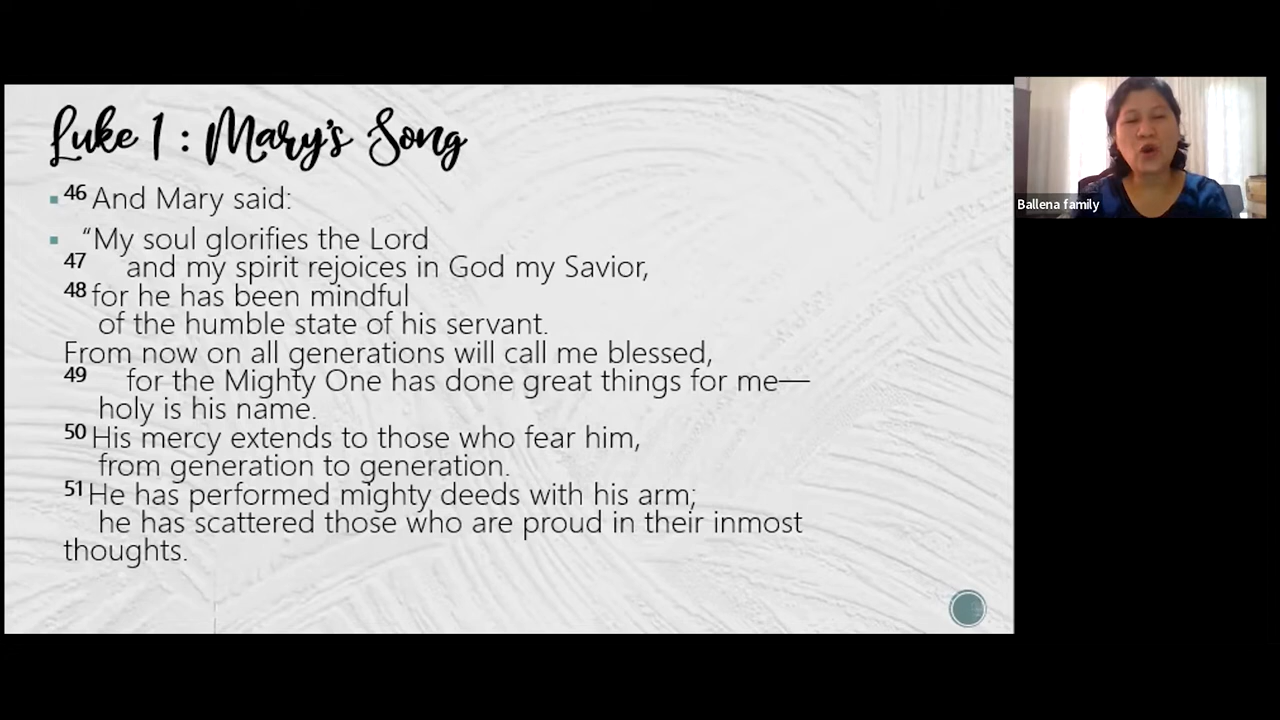 Luke 1 : Mary's Song
46 And Mary said:
"My soul glorifies the Lord
47 and my spirit rejoices in God my Savior,
48 for he has been mindful
of the humble state of his servant.
From now on all generations will call me blessed,
49 for the Mighty One has done great things for me—
holy is his name.
50 His mercy extends to those who fear him,
from generation to generation.
51 He has performed mighty deeds with his arm;
he has scattered those who are proud in their inmost
thoughts.
Ballena family